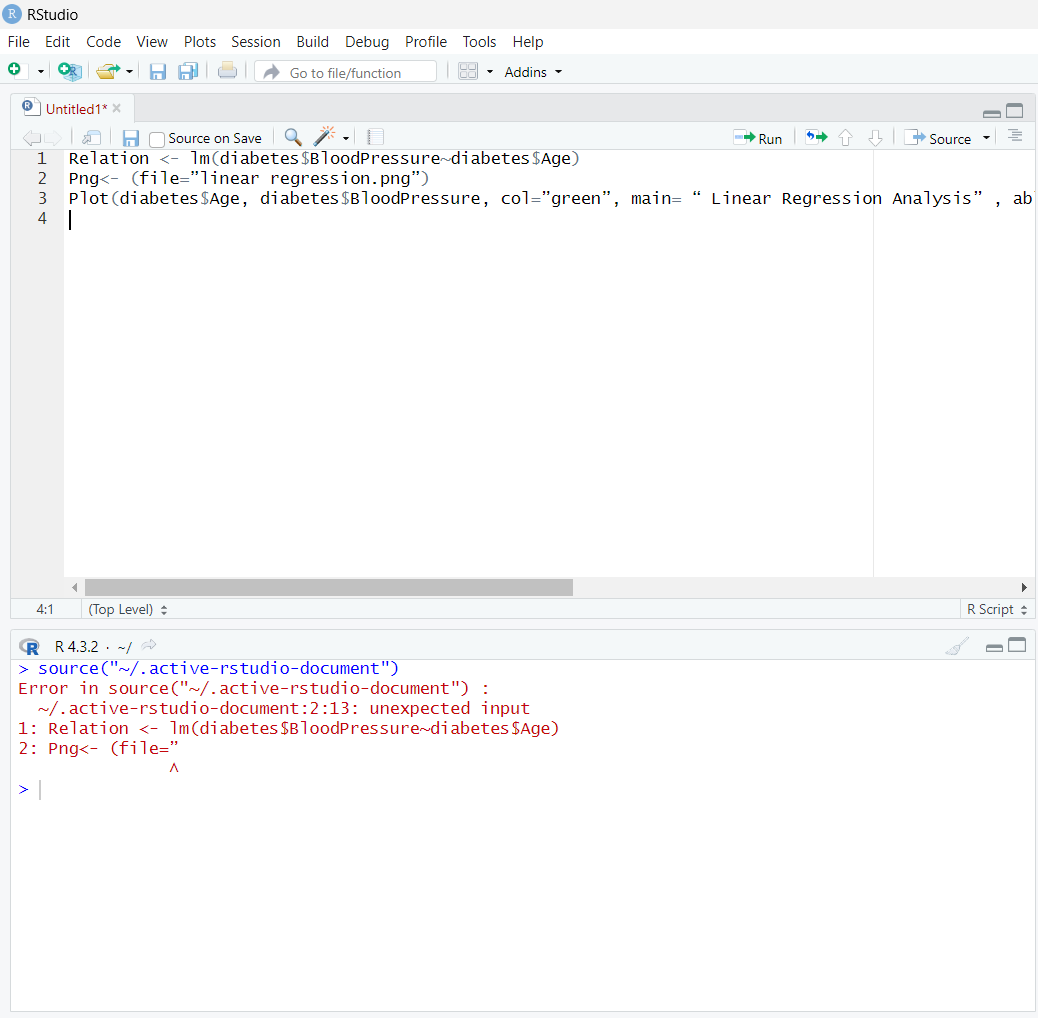 RStudio
File Edit Code View Plots Session Build Debug Profile Tools Help
Go to file/function Addins
Untitled1*
Source on Save Run Source
1 Relation <- lm(diabetes$BloodPressure~diabetes$Age)
2 Png<- (file=”linear regression.png”)
3 Plot(diabetes$Age, diabetes$BloodPressure, col=”green”, main= “ Linear Regression Analysis” , ab
4
4:1 (Top Level) R Script
R 4.3.2 · ~/
> source("~/.active-rstudio-document")
Error in source("~/.active-rstudio-document") :
~/.active-rstudio-document:2:13: unexpected input
1: Relation <- lm(diabetes$BloodPressure~diabetes$Age)
2: Png<- (file=”
^
>